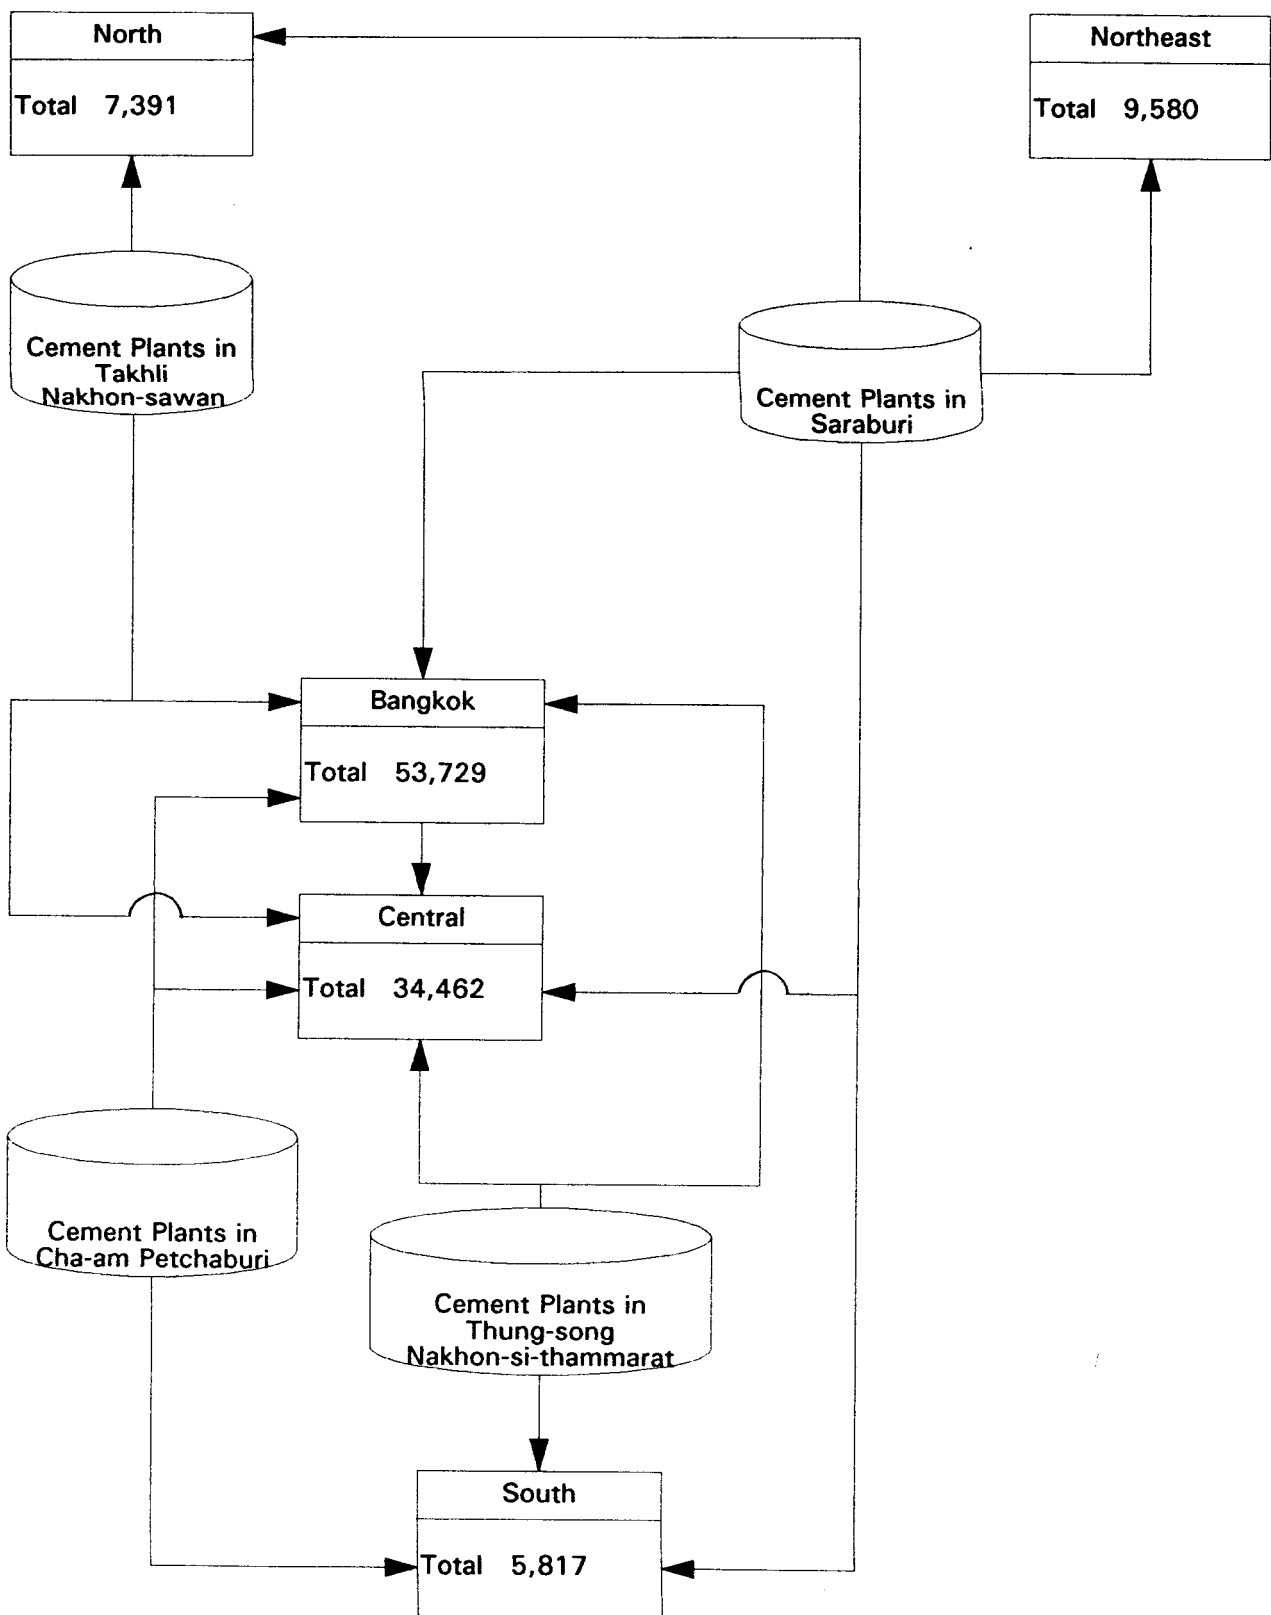 North
Total 7,391
Northeast
Total 9,580
Cement Plants in
Takhli
Nakhon-sawan
Cement Plants in
Saraburi
Bangkok
Total 53,729
Central
Total 34,462
Cement Plants in
Cha-am Petchaburi
Cement Plants in
Thung-song
Nakhon-si-thammarat
South
Total 5,817